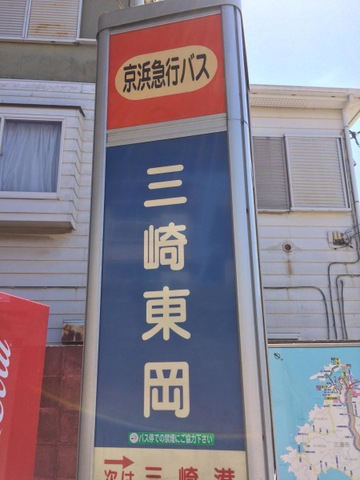 京浜急行バス
三崎東岡
バス停での禁煙にご協力下さい
→三崎港
次は